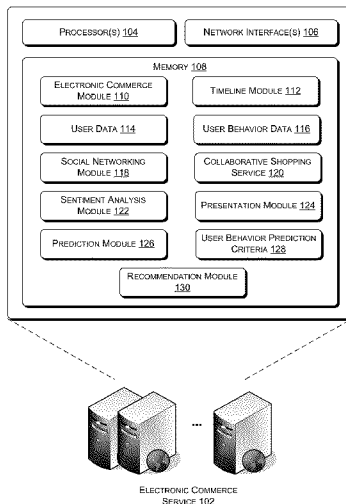 PROCESSOR(S) 104
NETWORK INTERFACE(S) 106
MEMORY 108
ELECTRONIC COMMERCE
MODULE 110
TIMELINE MODULE 112
USER DATA 114
USER BEHAVIOR DATA 116
SOCIAL NETWORKING
MODULE 118
COLLABORATIVE SHOPPING
SERVICE 120
SENTIMENT ANALYSIS
MODULE 122
PRESENTATION MODULE 124
PREDICTION MODULE 126
USER BEHAVIOR PREDICTION
CRITERIA 128
RECOMMENDATION MODULE
130
...
ELECTRONIC COMMERCE
SERVICE 102